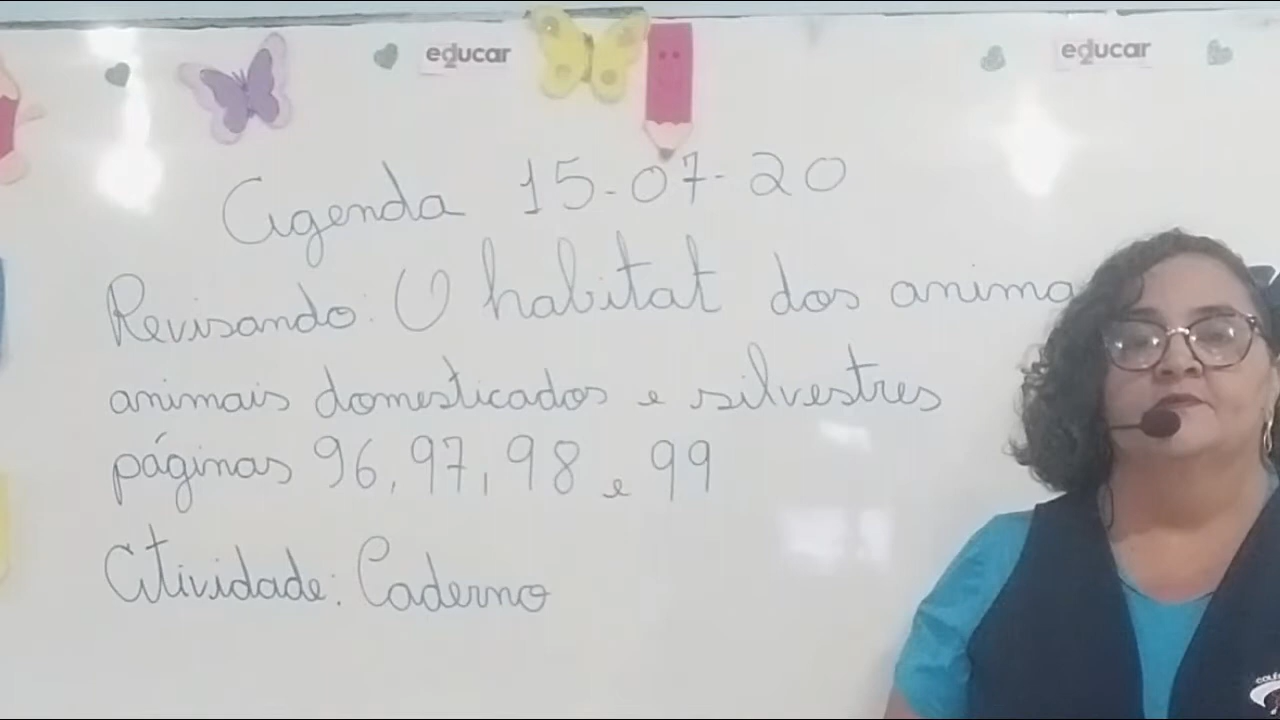 educar
educar
Agenda 15-07-20
Revisando: O habitat dos anima
animais domesticados e silvestres
páginas 96, 97, 98 e 99
Atividade: Caderno